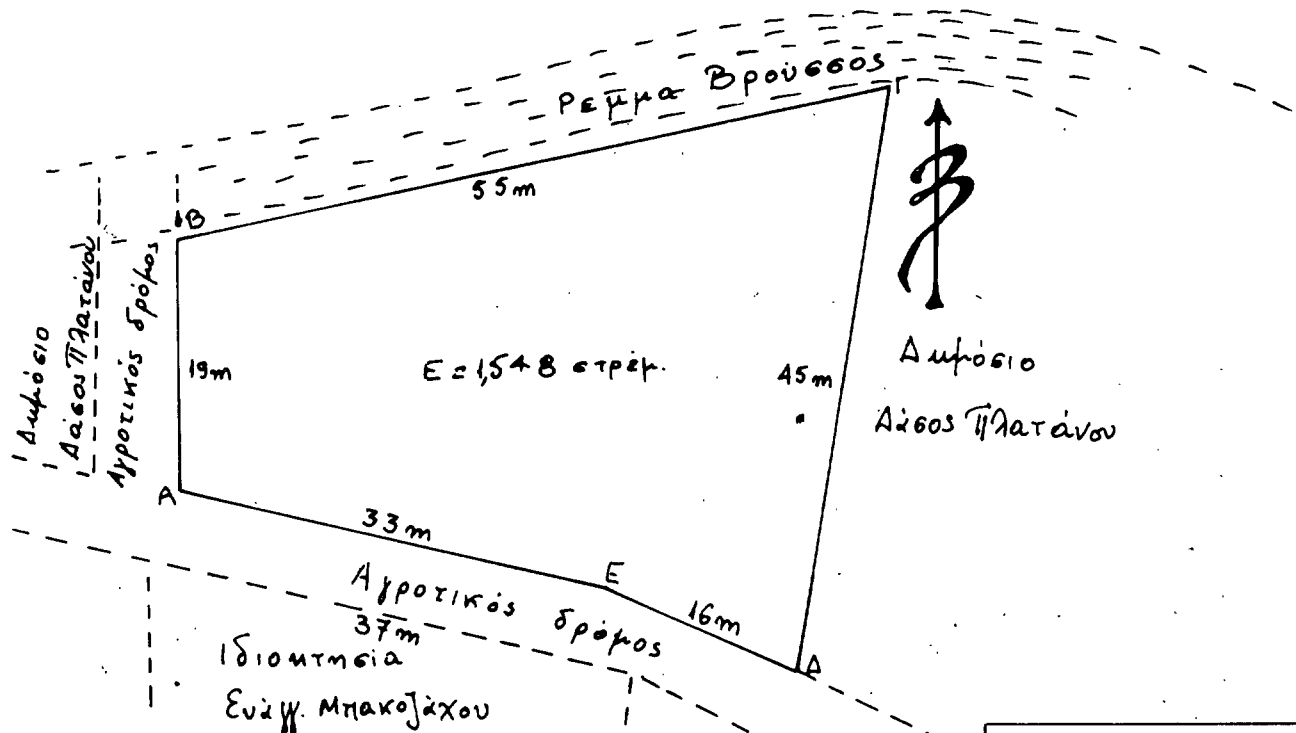 Ρεμμα Βρούσσος
Γ
55m
Β
Δημόσιο
Δάσος Πλατάνου
Αγροτικός δρόμος
19m
Ε=1,548 στρέμ.
45m
Δημόσιο
Δάσος Πλατάνου
Α
33m
Ε
Αγροτικός δρόμος
16m
37m
Δ
Ιδιοκτησία
Ευάγγ. Μπακοζάχου